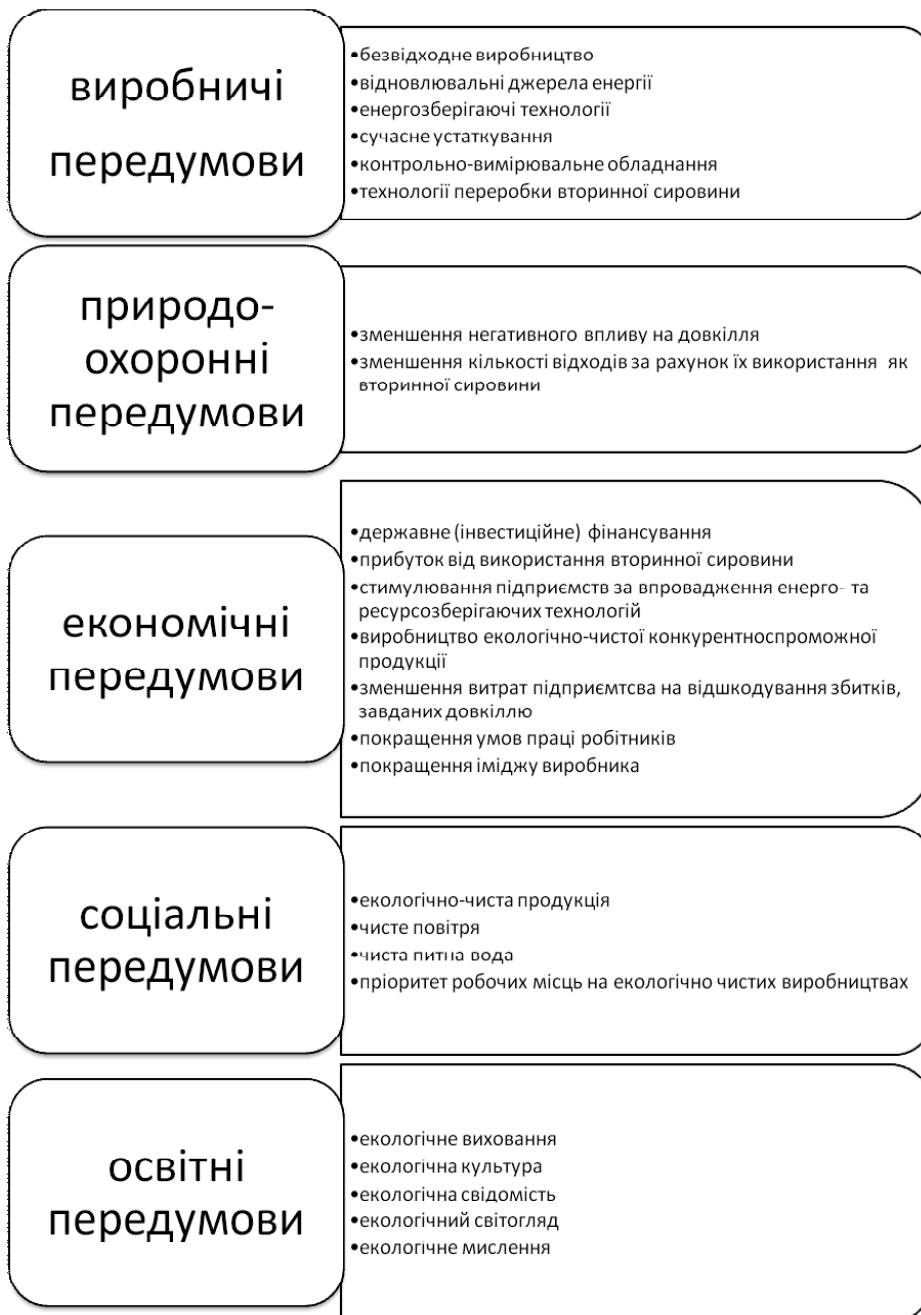 виробничі
передумови
•безвідходне виробництво
•відновлювальні джерела енергії
•енергозберігаючі технології
•сучасне устаткування
•контрольно-вимірювальне обладнання
•технології переробки вторинної сировини
природо-
охоронні
передумови
•зменшення негативного впливу на довкілля
•зменшення кількості відходів за рахунок їх використання як
вторинної сировини
економічні
передумови
•державне (інвестиційне) фінансування
•прибуток від використання вторинної сировини
•стимулювання підприємств за впровадження енерго- та
ресурсозберігаючих технологій
•виробництво екологічно-чистої конкурентноспроможної
продукції
•зменшення витрат підприємтсва на відшкодування збитків,
завданих довкіллю
•покращення умов праці робітників
•покращення іміджу виробника
соціальні
передумови
•екологічно-чиста продукція
•чисте повітря
•чиста питна вода
•пріоритет робочих місць на екологічно чистих виробництвах
освітні
передумови
•екологічне виховання
•екологічна культура
•екологічна свідомість
•екологічний світогляд
•екологічне мислення